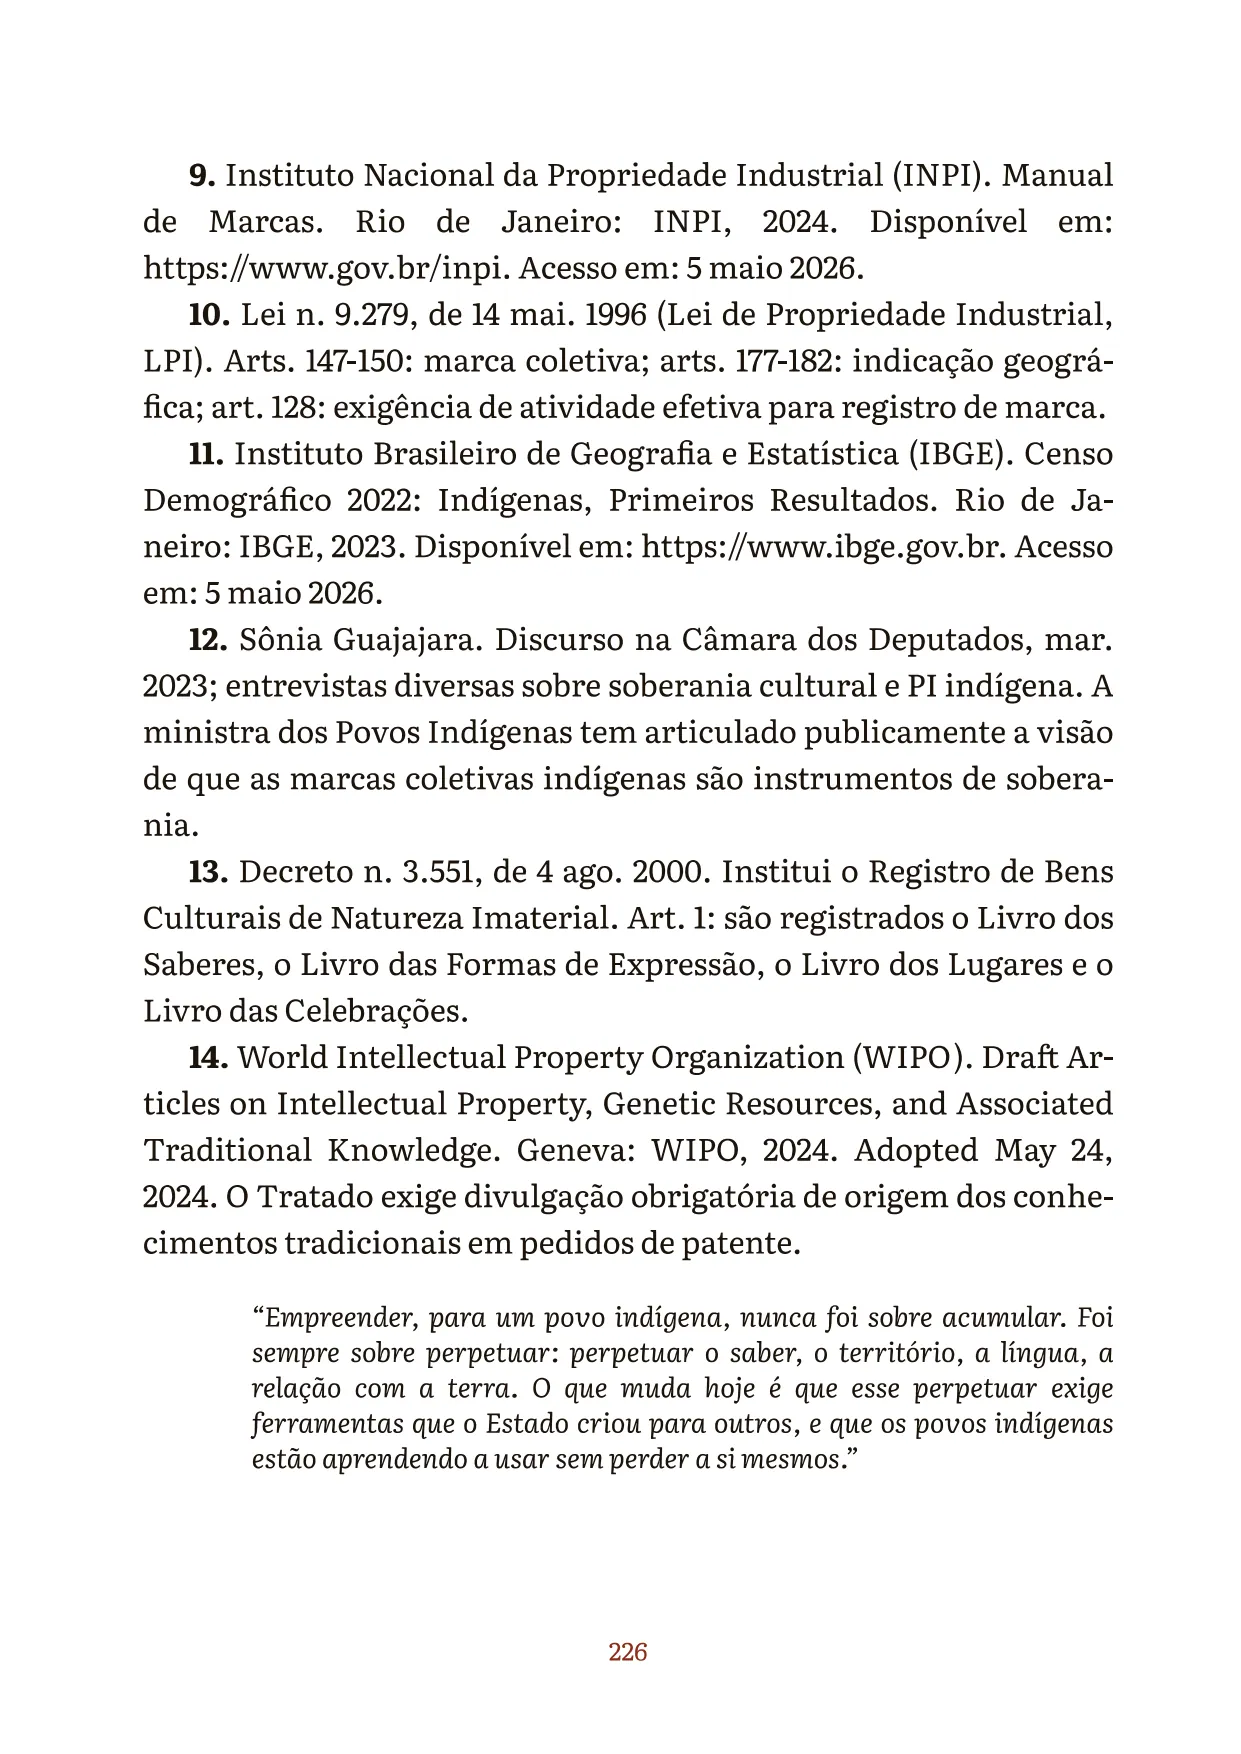 9. Instituto Nacional da Propriedade Industrial (INPI). Manual
de Marcas. Rio de Janeiro: INPI, 2024. Disponível em:
https://www.gov.br/inpi. Acesso em: 5 maio 2026.
10. Lei n. 9.279, de 14 mai. 1996 (Lei de Propriedade Industrial,
LPI). Arts. 147-150: marca coletiva; arts. 177-182: indicação geográ-
fica; art. 128: exigência de atividade efetiva para registro de marca.
11. Instituto Brasileiro de Geografia e Estatística (IBGE). Censo
Demográfico 2022: Indígenas, Primeiros Resultados. Rio de Ja-
neiro: IBGE, 2023. Disponível em: https://www.ibge.gov.br. Acesso
em: 5 maio 2026.
12. Sônia Guajajara. Discurso na Câmara dos Deputados, mar.
2023; entrevistas diversas sobre soberania cultural e PI indígena. A
ministra dos Povos Indígenas tem articulado publicamente a visão
de que as marcas coletivas indígenas são instrumentos de sobera-
nia.
13. Decreto n. 3.551, de 4 ago. 2000. Institui o Registro de Bens
Culturais de Natureza Imaterial. Art. 1: são registrados o Livro dos
Saberes, o Livro das Formas de Expressão, o Livro dos Lugares e o
Livro das Celebrações.
14. World Intellectual Property Organization (WIPO). Draft Ar-
ticles on Intellectual Property, Genetic Resources, and Associated
Traditional Knowledge. Geneva: WIPO, 2024. Adopted May 24,
2024. O Tratado exige divulgação obrigatória de origem dos conhe-
cimentos tradicionais em pedidos de patente.
“Empreender, para um povo indígena, nunca foi sobre acumular. Foi
sempre sobre perpetuar: perpetuar o saber, o território, a língua, a
relação com a terra. O que muda hoje é que esse perpetuar exige
ferramentas que o Estado criou para outros, e que os povos indígenas
estão aprendendo a usar sem perder a si mesmos.”
226